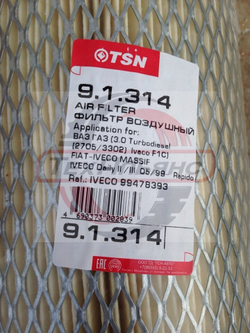 TSN
9.1.314
AIR FILTER
ФИЛЬТР ВОЗДУШНЫЙ
Application for:
ВАЗ ГАЗ (3.0 Turbodiesel
(2705/3302) Iveco F1C)
FIAT-IVECO MASSIF
IVECO Daily II / III 05/99 - Rapido
Ref.: IVECO 99478393
9.1.314
EAC